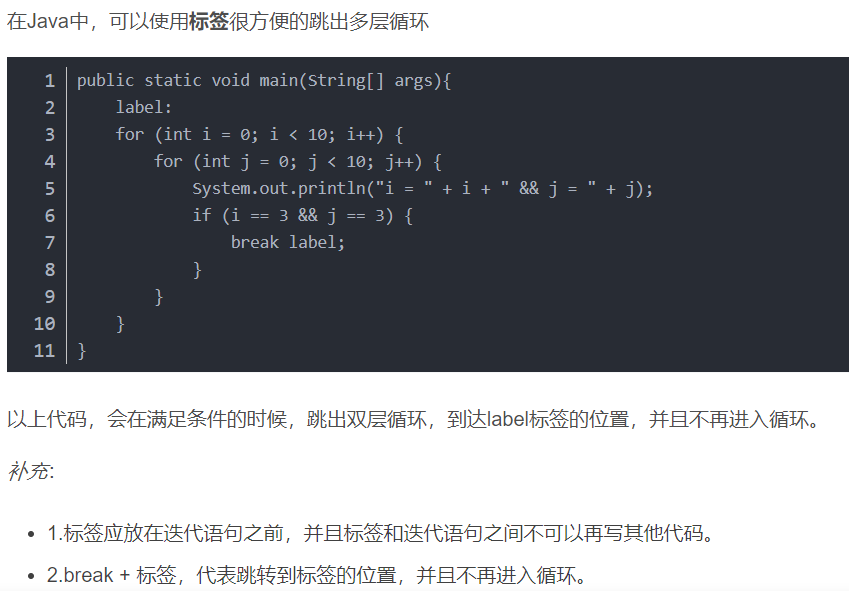 在Java中，可以使用标签很方便的跳出多层循环
1 public static void main(String[] args){
2     label:
3     for (int i = 0; i < 10; i++) {
4         for (int j = 0; j < 10; j++) {
5             System.out.println("i = " + i + " && j = " + j);
6             if (i == 3 && j == 3) {
7                 break label;
8             }
9         }
10     }
11 }
以上代码，会在满足条件的时候，跳出双层循环，到达label标签的位置，并且不再进入循环。
补充:
• 1.标签应放在迭代语句之前，并且标签和迭代语句之间不可以再写其他代码。
• 2.break + 标签，代表跳转到标签的位置，并且不再进入循环。